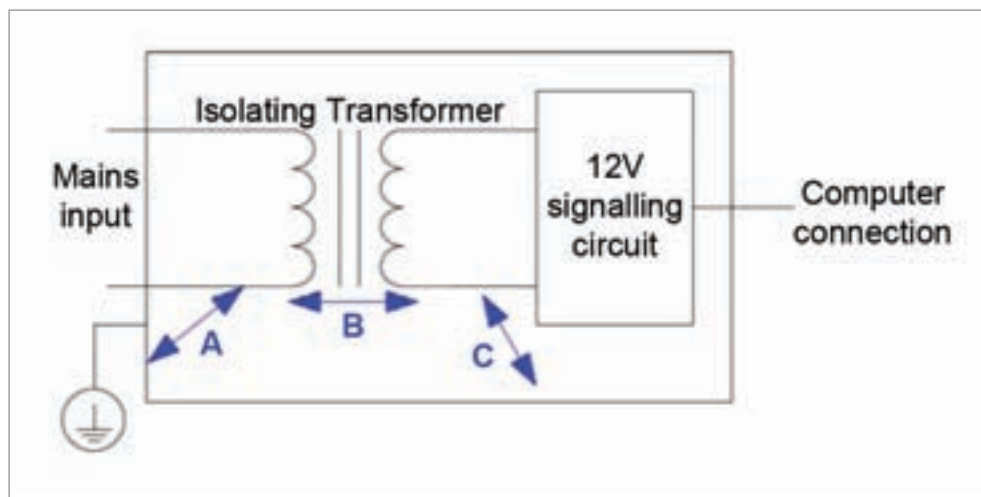 Isolating Transformer
Mains
input
12V
signalling
circuit
Computer
connection
A
B
C